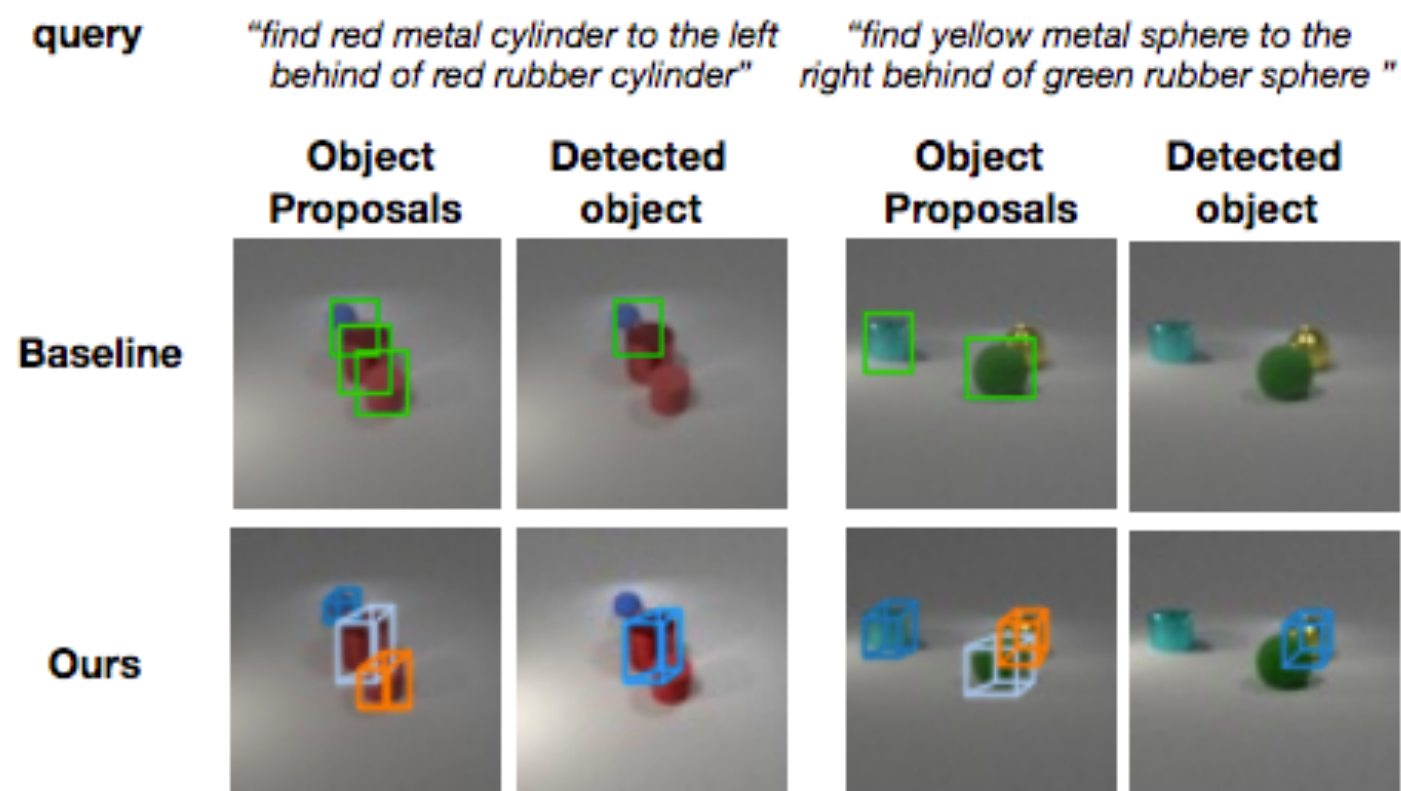 query
“find red metal cylinder to the left
behind of red rubber cylinder”
“find yellow metal sphere to the
right behind of green rubber sphere ”
Object
Proposals
Detected
object
Object
Proposals
Detected
object
Baseline
Ours